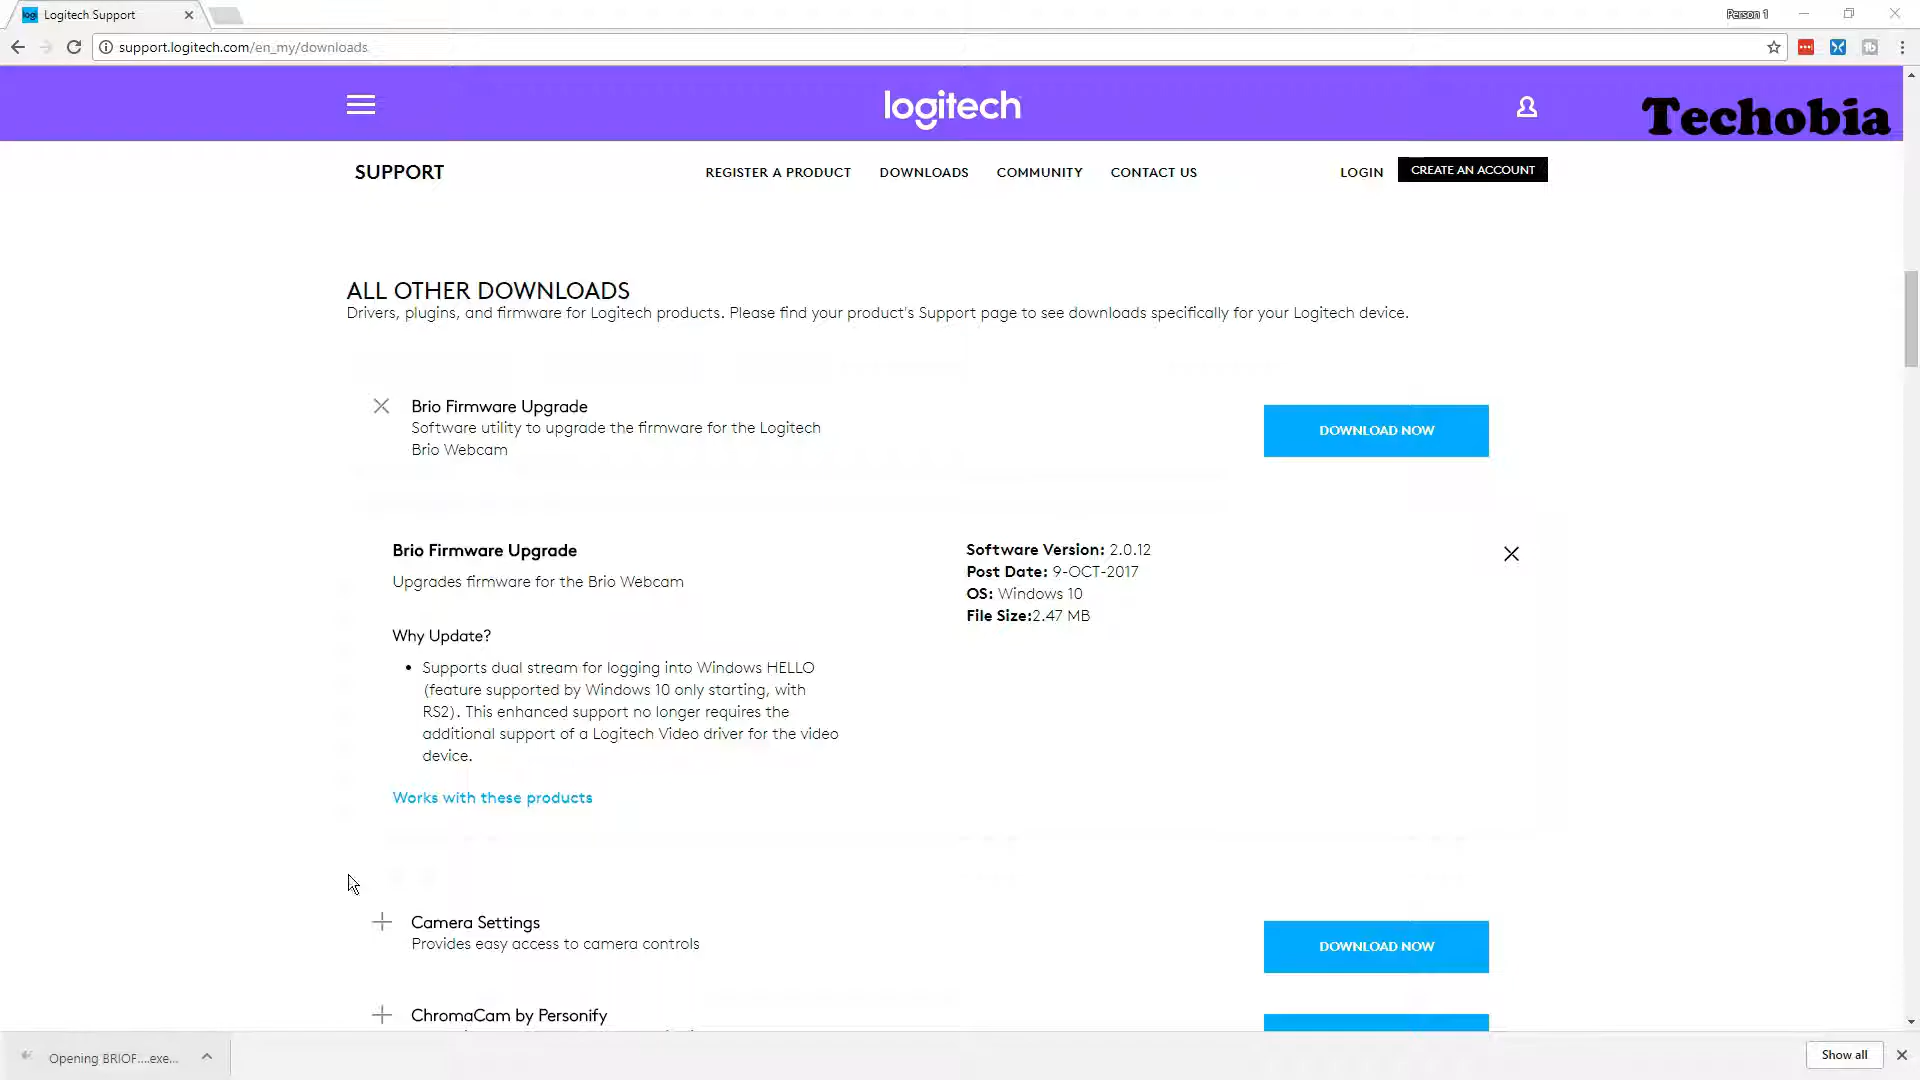 logi Logitech Support
Person 1
support.logitech.com/en_my/downloads
logitech
Techobia
SUPPORT
REGISTER A PRODUCT DOWNLOADS COMMUNITY CONTACT US
LOGIN CREATE AN ACCOUNT
ALL OTHER DOWNLOADS
Drivers, plugins, and firmware for Logitech products. Please find your product's Support page to see downloads specifically for your Logitech device.
Brio Firmware Upgrade
Software utility to upgrade the firmware for the Logitech
Brio Webcam
DOWNLOAD NOW
Brio Firmware Upgrade
Upgrades firmware for the Brio Webcam
Why Update?
• Supports dual stream for logging into Windows HELLO
(feature supported by Windows 10 only starting, with
RS2). This enhanced support no longer requires the
additional support of a Logitech Video driver for the video
device.
Works with these products
Software Version: 2.0.12
Post Date: 9-OCT-2017
OS: Windows 10
File Size:2.47 MB
Camera Settings
Provides easy access to camera controls
DOWNLOAD NOW
ChromaCam by Personify
Opening BRIOF....exe...
Show all